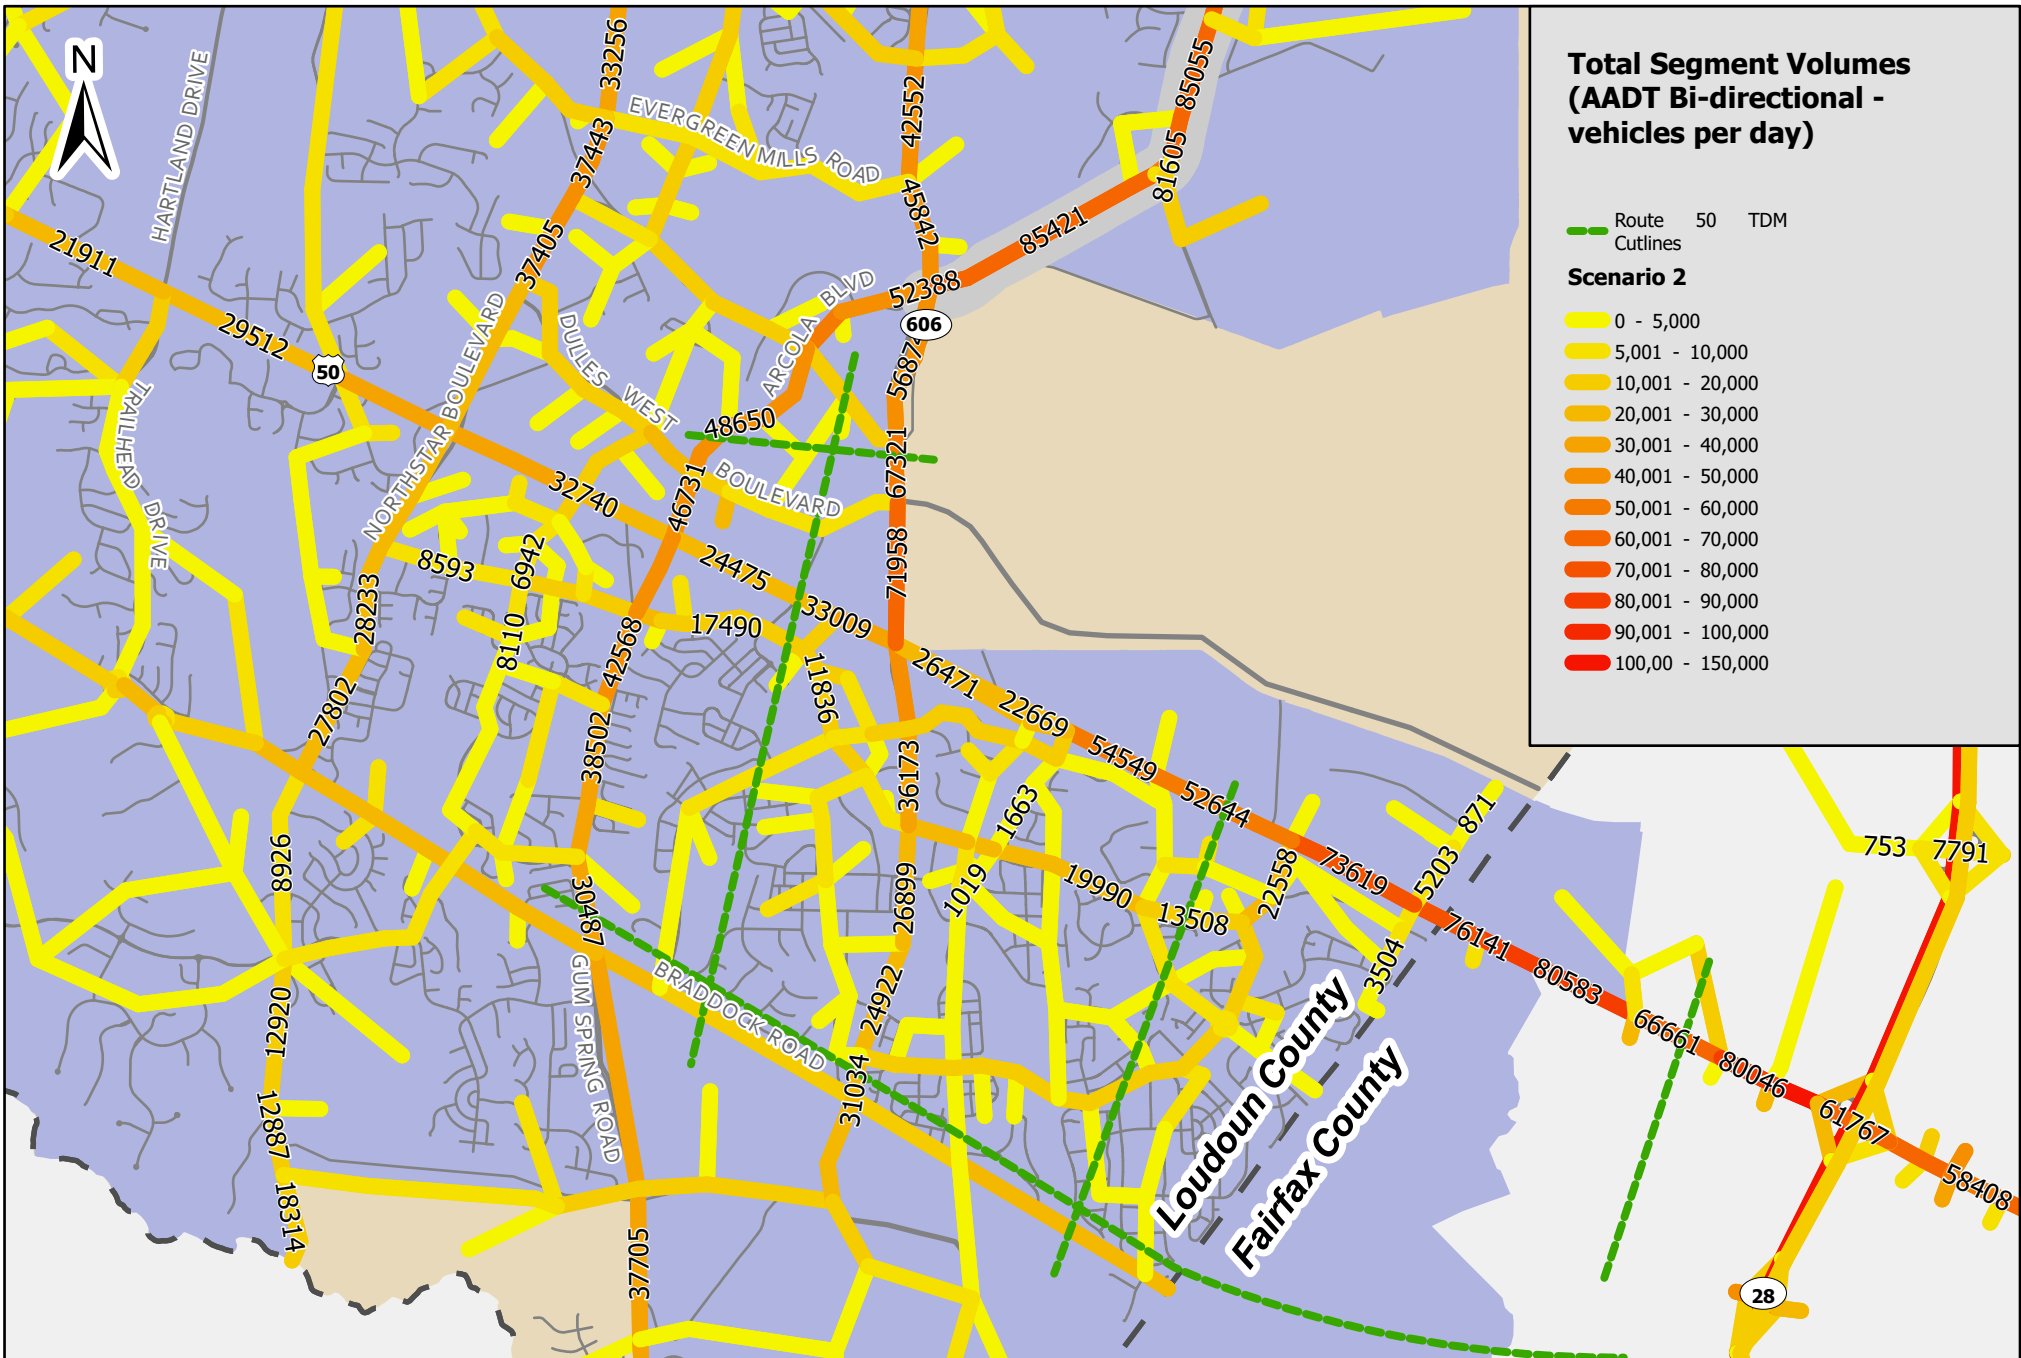 Total Segment Volumes
(AADT Bi-directional -
vehicles per day)
Route 50 TDM
Cutlines
Scenario 2
0 - 5,000
5,001 - 10,000
10,001 - 20,000
20,001 - 30,000
30,001 - 40,000
40,001 - 50,000
50,001 - 60,000
60,001 - 70,000
70,001 - 80,000
80,001 - 90,000
90,001 - 100,000
100,00 - 150,000
N
HARTLAND DRIVE
33256
EVERGREEN MILLS ROAD
42552
85055
37443
81605
45842
21911
37405
85421
52388
606
29512
50
NORTHSTAR BOULEVARD
DULLES WEST BOULEVARD
ARCOLA BLVD
56874
TRAILHEAD DRIVE
48650
67321
46731
32740
71958
24475
8593
6942
33009
28233
17490
8110
42568
26471
11836
22669
27802
38502
36173
54549
52644
1663
871
73619
5203
753
7791
9268
26899
1019
19990
22558
13508
30487
76141
3504
80583
GUM SPRING ROAD
BRADDOCK ROAD
24922
66661
12920
31034
80046
12887
61767
Loudoun County
Fairfax County
58408
18314
37705
28